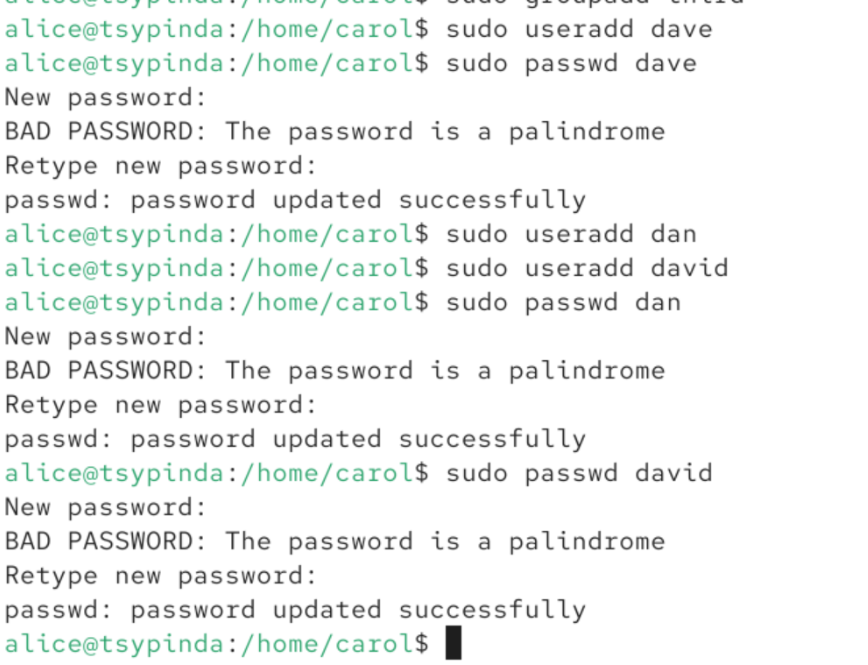 alice@tsypinda:/home/carol$ sudo groupadd third
alice@tsypinda:/home/carol$ sudo useradd dave
alice@tsypinda:/home/carol$ sudo passwd dave
New password:
BAD PASSWORD: The password is a palindrome
Retype new password:
passwd: password updated successfully
alice@tsypinda:/home/carol$ sudo useradd dan
alice@tsypinda:/home/carol$ sudo useradd david
alice@tsypinda:/home/carol$ sudo passwd dan
New password:
BAD PASSWORD: The password is a palindrome
Retype new password:
passwd: password updated successfully
alice@tsypinda:/home/carol$ sudo passwd david
New password:
BAD PASSWORD: The password is a palindrome
Retype new password:
passwd: password updated successfully
alice@tsypinda:/home/carol$